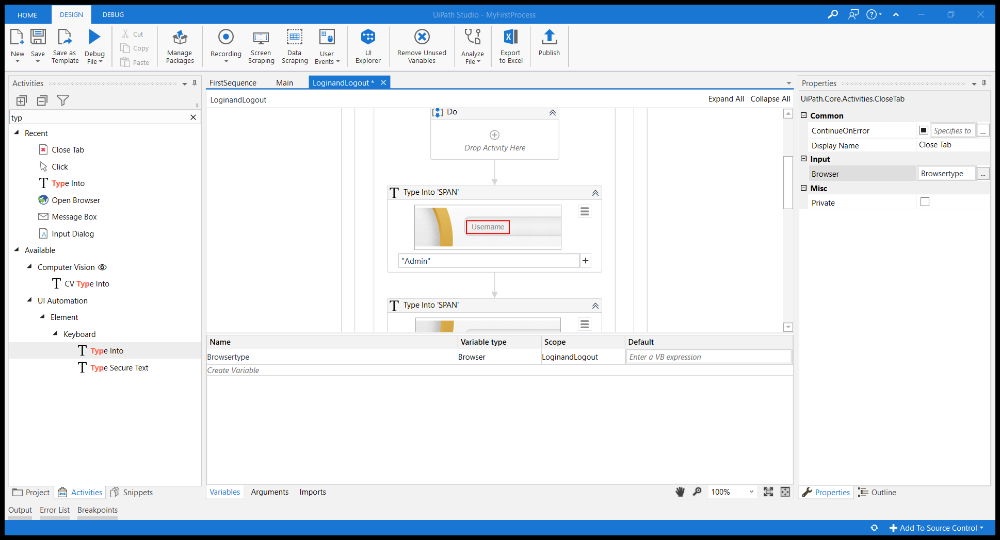 HOME DESIGN DEBUG UiPath Studio - MyFirstProcess
New Save Save as Template Debug File Cut Copy Paste Manage Packages Recording Screen Scraping Data Scraping User Events UI Explorer Remove Unused Variables Analyze File Export to Excel Publish
Activities
typ
Recent
Close Tab
Click
Type Into
Open Browser
Message Box
Input Dialog
Available
Computer Vision
CV Type Into
UI Automation
Element
Keyboard
Type Into
Type Secure Text
Project Activities Snippets
FirstSequence Main LoginandLogout *
LoginandLogout Expand All Collapse All
Do
Drop Activity Here
Type Into 'SPAN'
Username
"Admin"
Type Into 'SPAN'
Name Variable type Scope Default
Browsertype Browser LoginandLogout Enter a VB expression
Create Variable
Variables Arguments Imports 100%
Properties
UiPath.Core.Activities.CloseTab
Common
ContinueOnError Specifies to ...
Display Name Close Tab
Input
Browser Browsertype ...
Misc
Private
Properties Outline
Output Error List Breakpoints
Add To Source Control